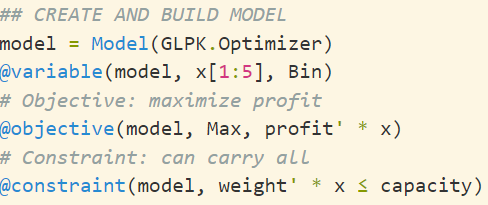 ## CREATE AND BUILD MODEL
model = Model(GLPK.Optimizer)
@variable(model, x[1:5], Bin)
# Objective: maximize profit
@objective(model, Max, profit' * x)
# Constraint: can carry all
@constraint(model, weight' * x ≤ capacity)